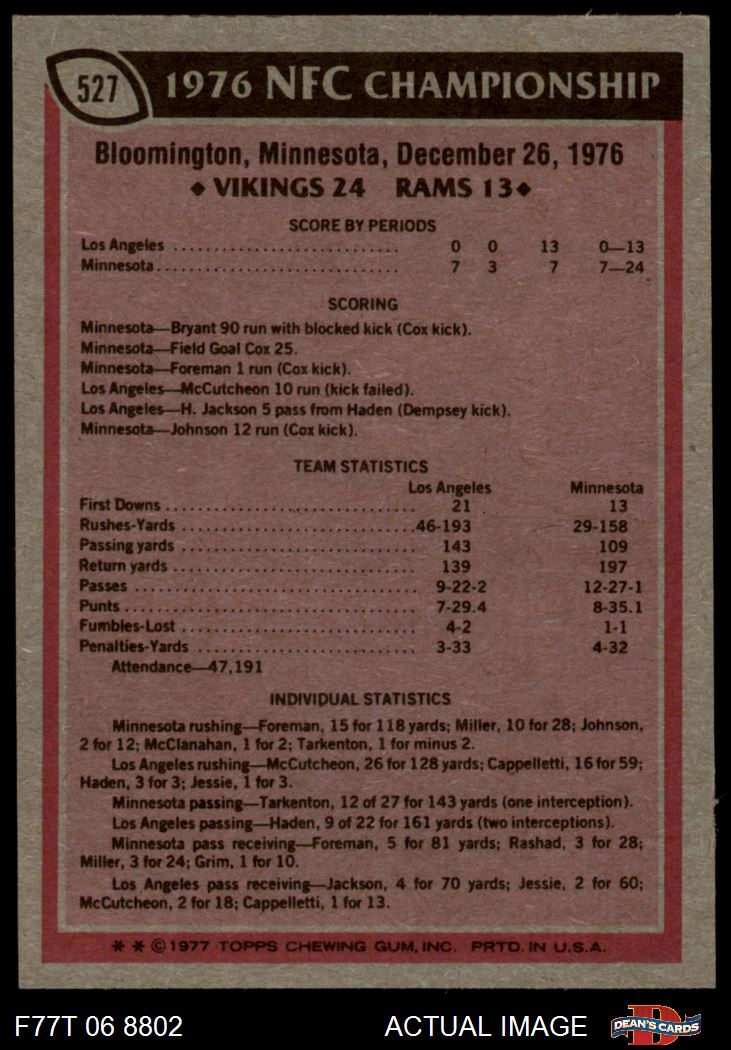 527
1976 NFC CHAMPIONSHIP
Bloomington, Minnesota, December 26, 1976
◆ VIKINGS 24 RAMS 13 ◆
SCORE BY PERIODS
Los Angeles ............................ 0 0 13 0—13
Minnesota .............................. 7 3 7 7—24
SCORING
Minnesota—Bryant 90 run with blocked kick (Cox kick).
Minnesota—Field Goal Cox 25.
Minnesota—Foreman 1 run (Cox kick).
Los Angeles—McCutcheon 10 run (kick failed).
Los Angeles—H. Jackson 5 pass from Haden (Dempsey kick).
Minnesota—Johnson 12 run (Cox kick).
TEAM STATISTICS
Los Angeles Minnesota
First Downs ............................... 21 13
Rushes-Yards .............................. 46-193 29-158
Passing yards ............................. 143 109
Return yards .............................. 139 197
Passes ................................... 9-22-2 12-27-1
Punts .................................... 7-29.4 8-35.1
Fumbles-Lost ............................. 4-2 1-1
Penalties-Yards ........................... 3-33 4-32
Attendance—47,191
INDIVIDUAL STATISTICS
Minnesota rushing—Foreman, 15 for 118 yards; Miller, 10 for 28; Johnson,
2 for 12; McClanahan, 1 for 2; Tarkenton, 1 for minus 2.
Los Angeles rushing—McCutcheon, 26 for 128 yards; Cappelletti, 16 for 59;
Haden, 3 for 3; Jessie, 1 for 3.
Minnesota passing—Tarkenton, 12 of 27 for 143 yards (one interception).
Los Angeles passing—Haden, 9 of 22 for 161 yards (two interceptions).
Minnesota pass receiving—Foreman, 5 for 81 yards; Rashad, 3 for 28;
Miller, 3 for 24; Grim, 1 for 10.
Los Angeles pass receiving—Jackson, 4 for 70 yards; Jessie, 2 for 60;
McCutcheon, 2 for 18; Cappelletti, 1 for 13.
* * © 1977 TOPPS CHEWING GUM, INC. PRTD. IN U.S.A.
F77T 06 8802 ACTUAL IMAGE D DEAN'S CARDS